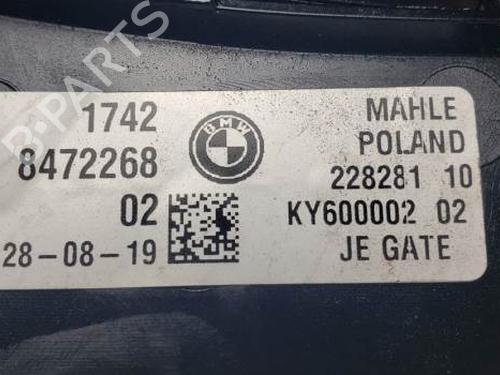 B-PARTS
1742
8472268
02
28-08-19
BMW
MAHLE
POLAND
228281 10
KY600002 02
JE GATE